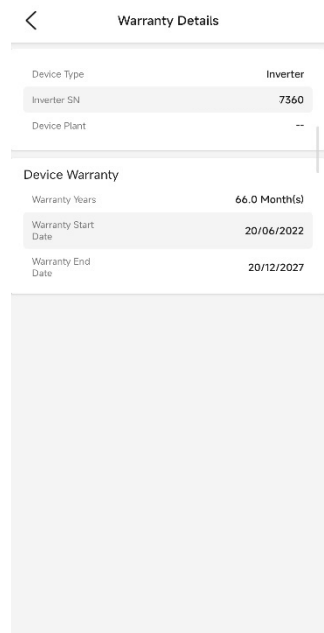 Warranty Details
Device Type
Inverter
Inverter SN
7360
Device Plant
--
Device Warranty
Warranty Years
66.0 Month(s)
Warranty Start
Date
20/06/2022
Warranty End
Date
20/12/2027